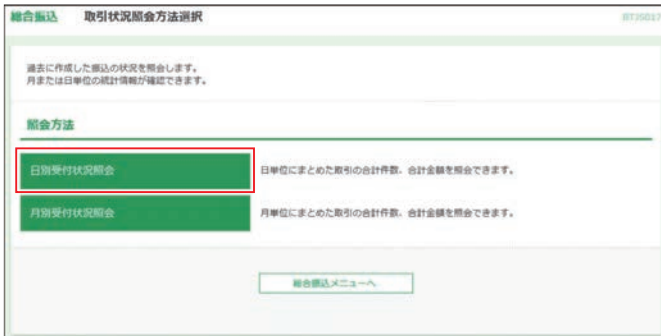 総合振込 取引状況照会方法選択 BTJS017
過去に作成した振込の状況を照会します。
月または日単位の統計情報が確認できます。
照会方法
日別受付状況照会 日単位にまとめた取引の合計件数、合計金額を照会できます。
月別受付状況照会 月単位にまとめた取引の合計件数、合計金額を照会できます。
総合振込メニューへ